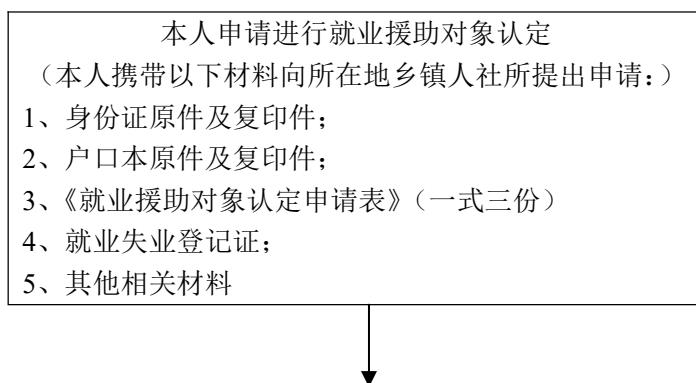 本人申请进行就业援助对象认定
（本人携带以下材料向所在地乡镇人社所提出申请：）
1、身份证原件及复印件；
2、户口本原件及复印件；
3、《就业援助对象认定申请表》（一式三份）
4、就业失业登记证；
5、其他相关材料